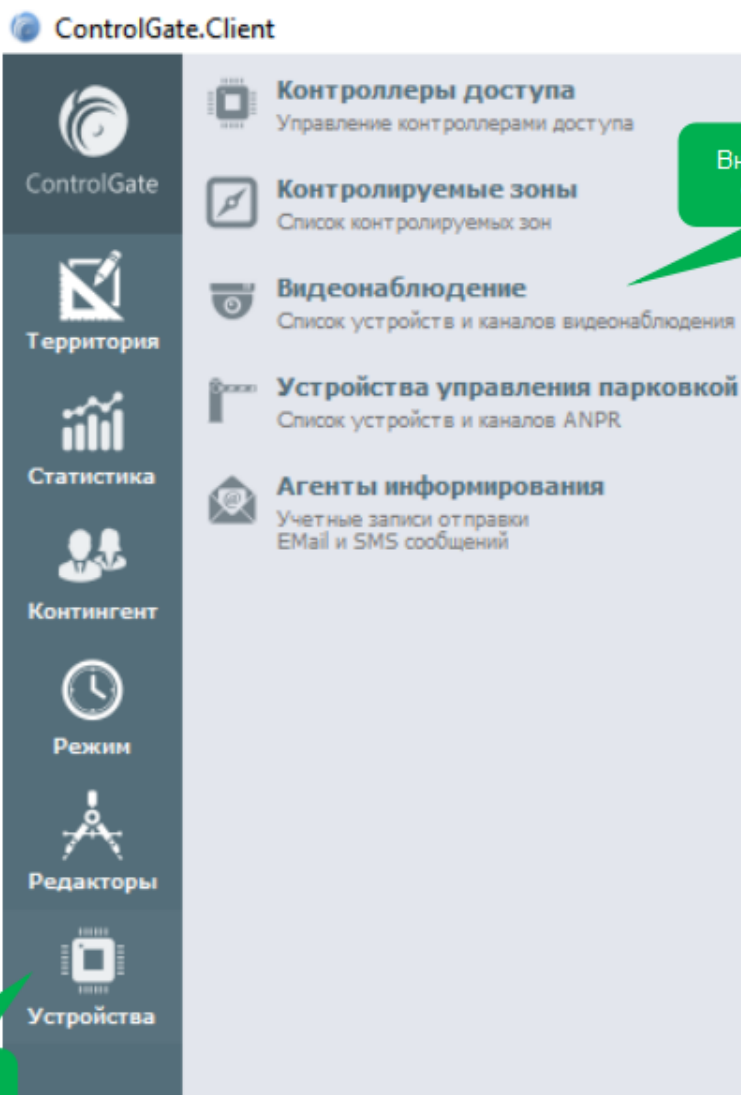 ControlGate.Client
ControlGate
Территория
Статистика
Контингент
Режим
Редакторы
Устройства
Контроллеры доступа
Управление контроллерами доступа
Контролируемые зоны
Список контролируемых зон
Видеонаблюдение
Список устройств и каналов видеонаблюдения
Устройства управления парковкой
Список устройств и каналов ANPR
Агенты информирования
Учетные записи отправки
EMail и SMS сообщений